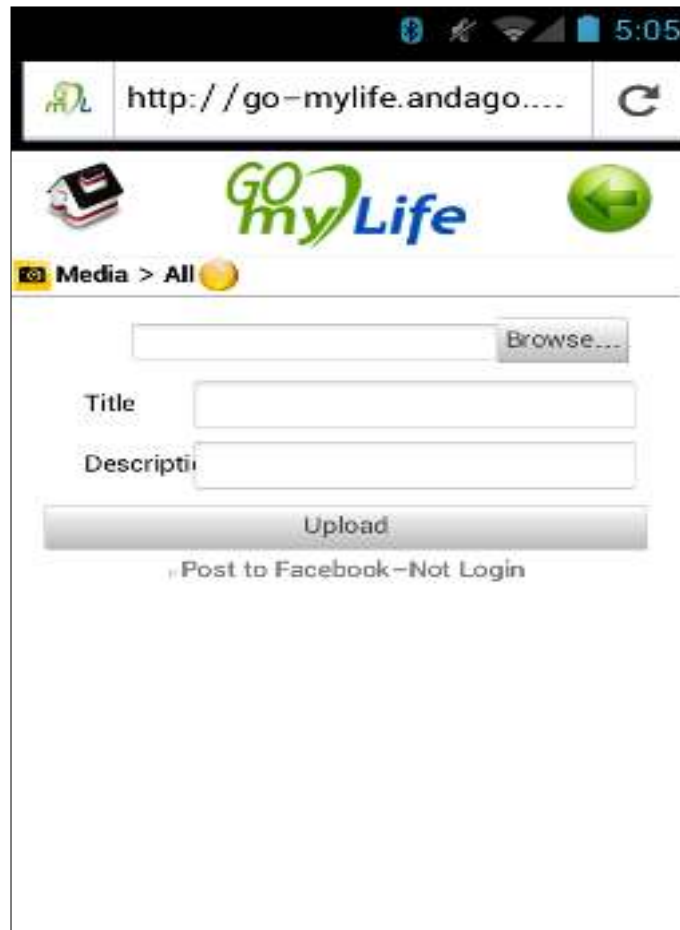 5:05
http://go-mylife.andago....
GO
my Life
Media > All
Browse...
Title
Descripti
Upload
Post to Facebook-Not Login